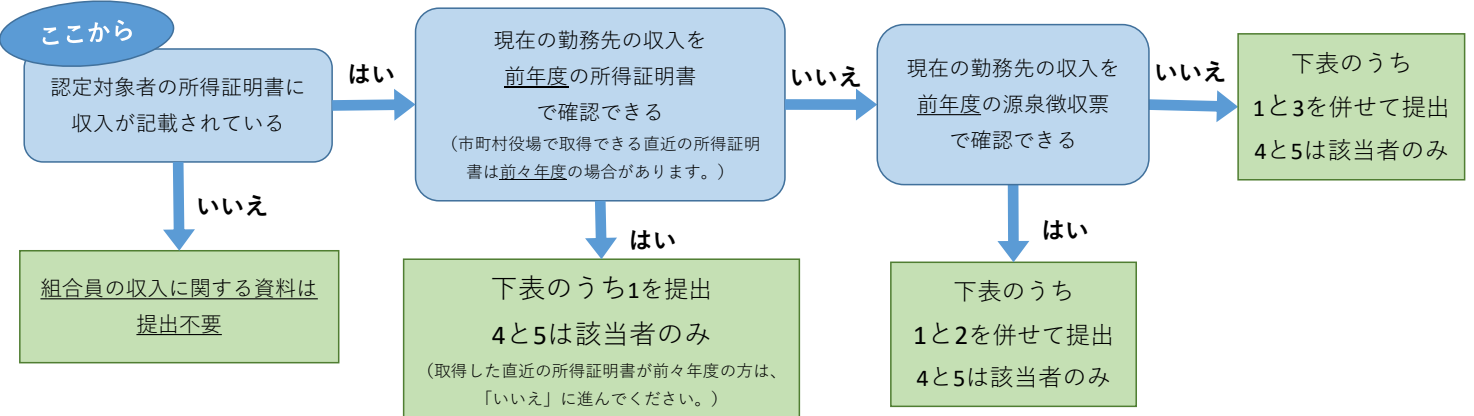 ここから
認定対象者の所得証明書に
収入が記載されている
はい
いいえ
組合員の収入に関する資料は
提出不要
現在の勤務先の収入を
前年度の所得証明書
で確認できる
（市町村役場で取得できる直近の所得証明
書は前々年度の場合があります。）
いいえ
はい
下表のうち1を提出
4と5は該当者のみ
（取得した直近の所得証明書が前々年度の方は、
「いいえ」に進んでください。）
現在の勤務先の収入を
前年度の源泉徴収票
で確認できる
いいえ
はい
下表のうち
1と2を併せて提出
4と5は該当者のみ
下表のうち
1と3を併せて提出
4と5は該当者のみ